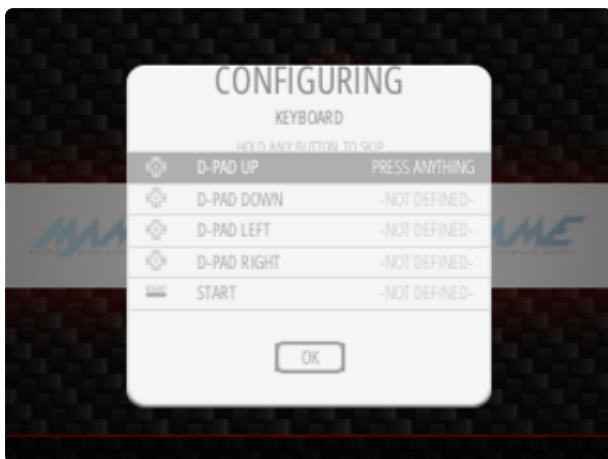 CONFIGURING
KEYBOARD
HOLD ANY BUTTON TO SKIP
D-PAD UP PRESS ANYTHING
D-PAD DOWN -NOT DEFINED-
D-PAD LEFT -NOT DEFINED-
D-PAD RIGHT -NOT DEFINED-
START START -NOT DEFINED-
OK